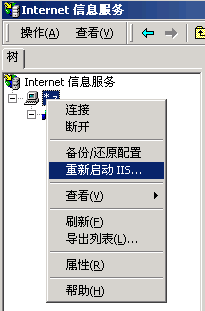 Internet 信息服务
操作(A) 查看(V)
树
Internet 信息服务
连接
断开
备份/还原配置
重新启动 IIS...
查看(V)
刷新(F)
导出列表(L)...
属性(R)
帮助(H)